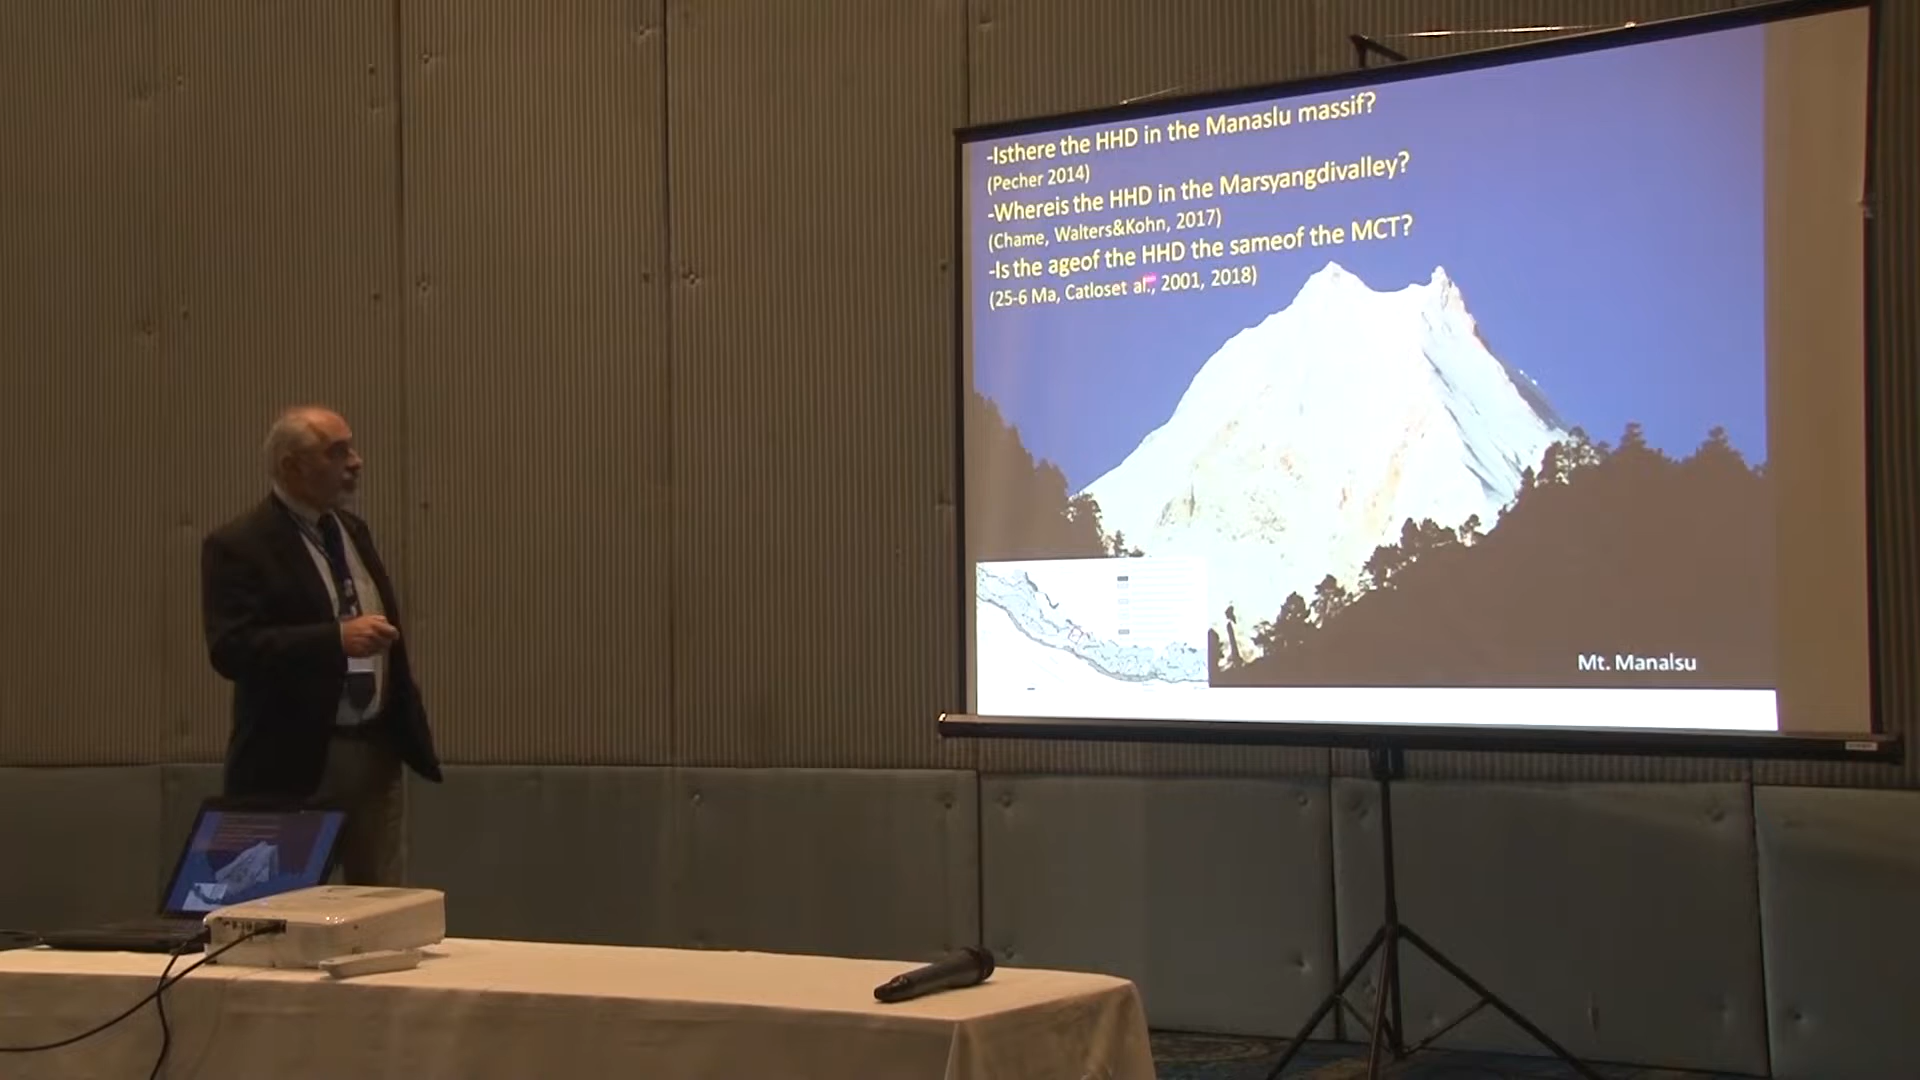 -Isthere the HHD in the Manaslu massif?
(Pecher 2014)
-Whereis the HHD in the Marsyangdivalley?
(Chame, Walters&Kohn, 2017)
-Is the ageof the HHD the sameof the MCT?
(25-6 Ma, Catloset al., 2001, 2018)
Mt. Manalsu